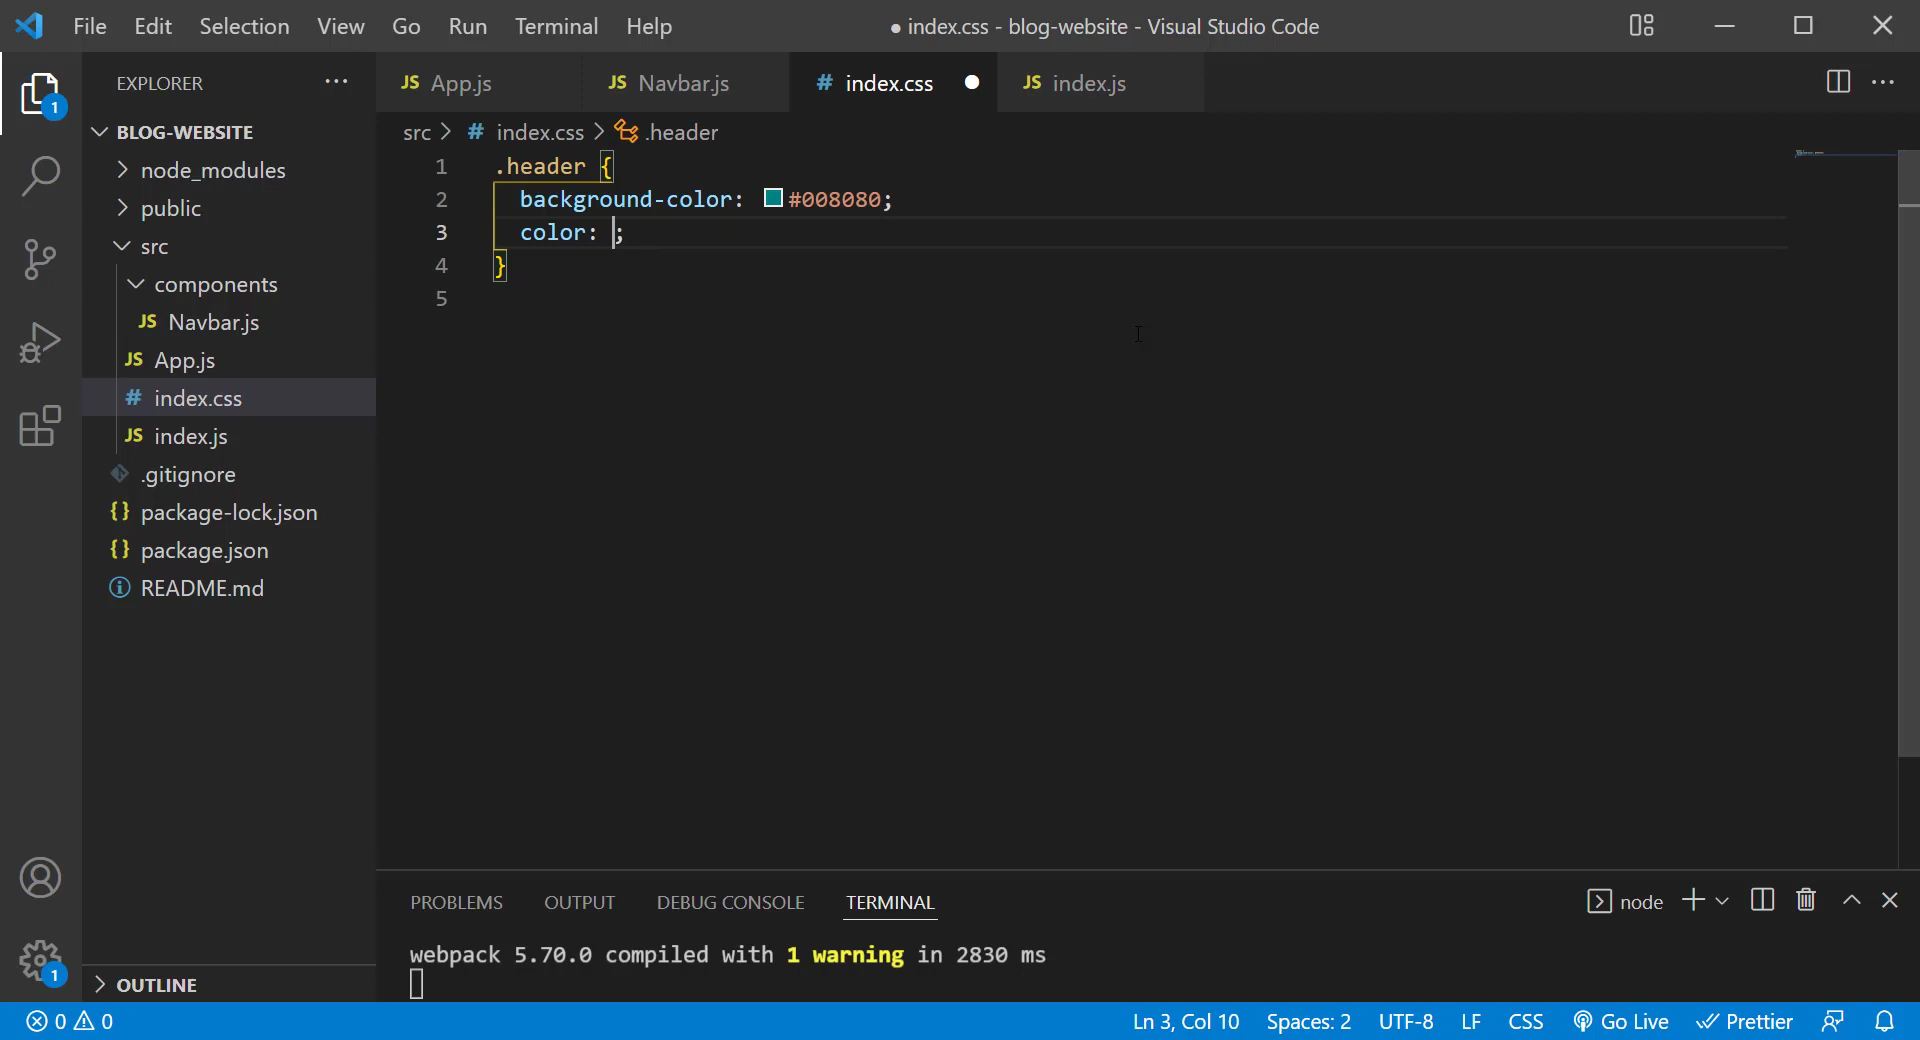 File Edit Selection View Go Run Terminal Help ● index.css - blog-website - Visual Studio Code
EXPLORER ···
JS App.js JS Navbar.js # index.css JS index.js
src > # index.css > .header
BLOG-WEBSITE
node_modules
public
src
components
JS Navbar.js
JS App.js
# index.css
JS index.js
.gitignore
{} package-lock.json
{} package.json
README.md
OUTLINE
1 .header {
2 background-color: #008080;
3 color: ;
4 }
5
PROBLEMS OUTPUT DEBUG CONSOLE TERMINAL node
webpack 5.70.0 compiled with 1 warning in 2830 ms
1
1
0 0 Ln 3, Col 10 Spaces: 2 UTF-8 LF CSS Go Live Prettier